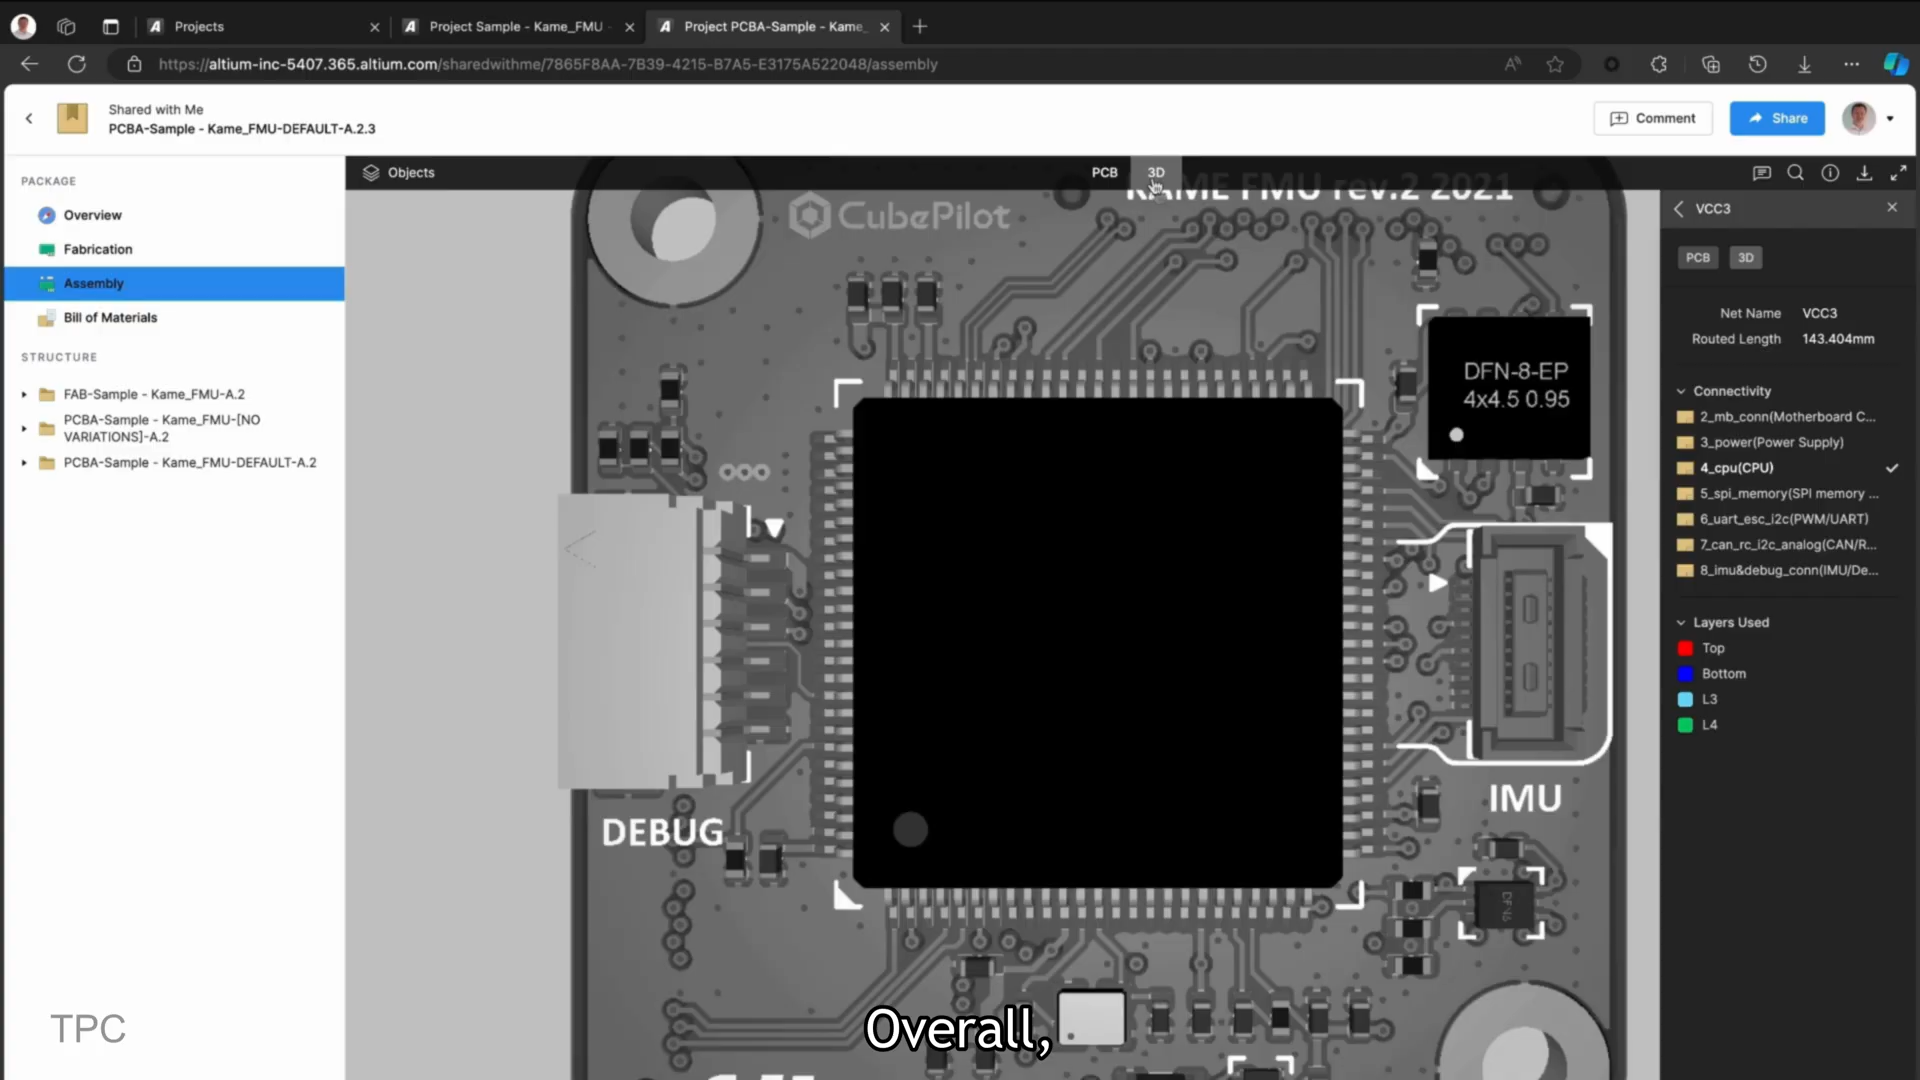 Projects
Project Sample - Kame_FMU
Project PCBA-Sample - Kame_
https://altium-inc-5407.365.altium.com/sharedwithme/7865F8AA-7B39-4215-B7A5-E3175A522048/assembly
Shared with Me
PCBA-Sample - Kame_FMU-DEFAULT-A.2.3
Comment
Share
PACKAGE
Overview
Fabrication
Assembly
Bill of Materials
STRUCTURE
FAB-Sample - Kame_FMU-A.2
PCBA-Sample - Kame_FMU-[NO
VARIATIONS]-A.2
PCBA-Sample - Kame_FMU-DEFAULT-A.2
Objects
PCB
3D
KAME FMU rev.2 2021
CubePilot
DFN-8-EP
4x4.5 0.95
DEBUG
IMU
VCC3
PCB
3D
Net Name VCC3
Routed Length 143.404mm
Connectivity
2_mb_conn(Motherboard C...
3_power(Power Supply)
4_cpu(CPU)
5_spi_memory(SPI memory ...
6_uart_esc_i2c(PWM/UART)
7_can_rc_i2c_analog(CAN/R...
8_imu&debug_conn(IMU/De...
Layers Used
Top
Bottom
L3
L4
TPC
Overall,